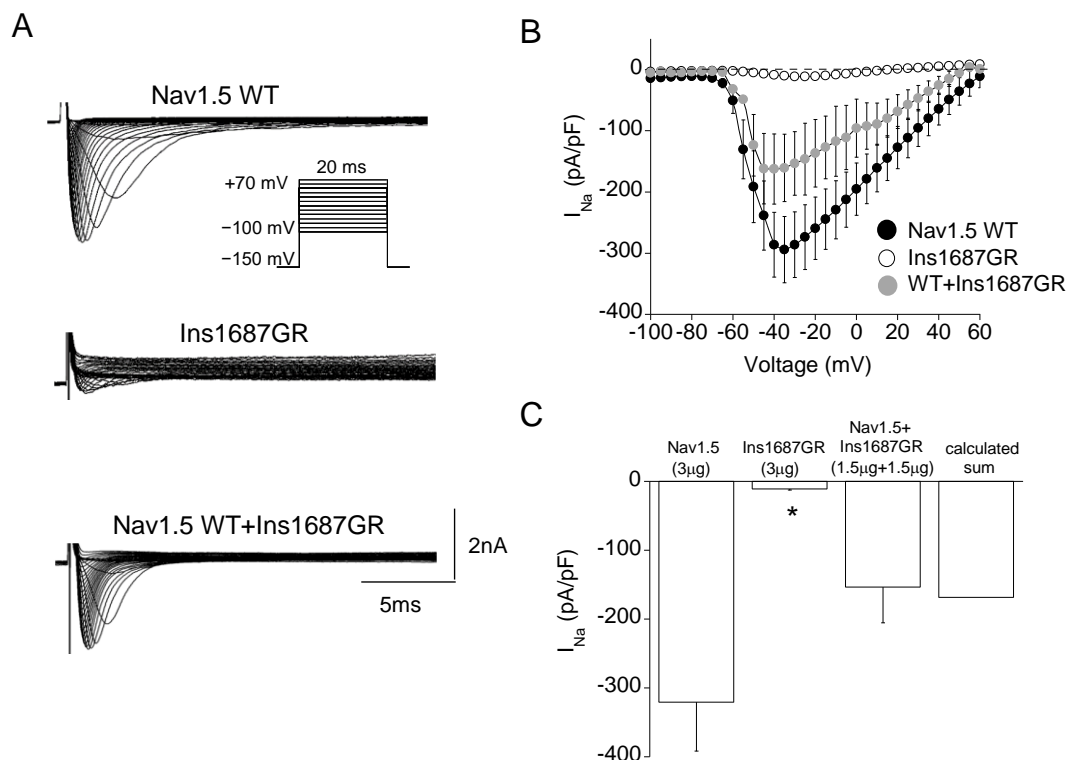 A
Nav1.5 WT
20 ms
+70 mV
−100 mV
−150 mV
Ins1687GR
Nav1.5 WT+Ins1687GR
2nA
5ms
B
0
-100
-200
-300
-400
I_Na (pA/pF)
-100 -80 -60 -40 -20 0 20 40 60
Voltage (mV)
Nav1.5 WT
Ins1687GR
WT+Ins1687GR
C
Nav1.5
(3μg)
Ins1687GR
(3μg)
Nav1.5+
Ins1687GR
(1.5μg+1.5μg)
calculated
sum
0
-100
-200
-300
-400
I_Na (pA/pF)
*